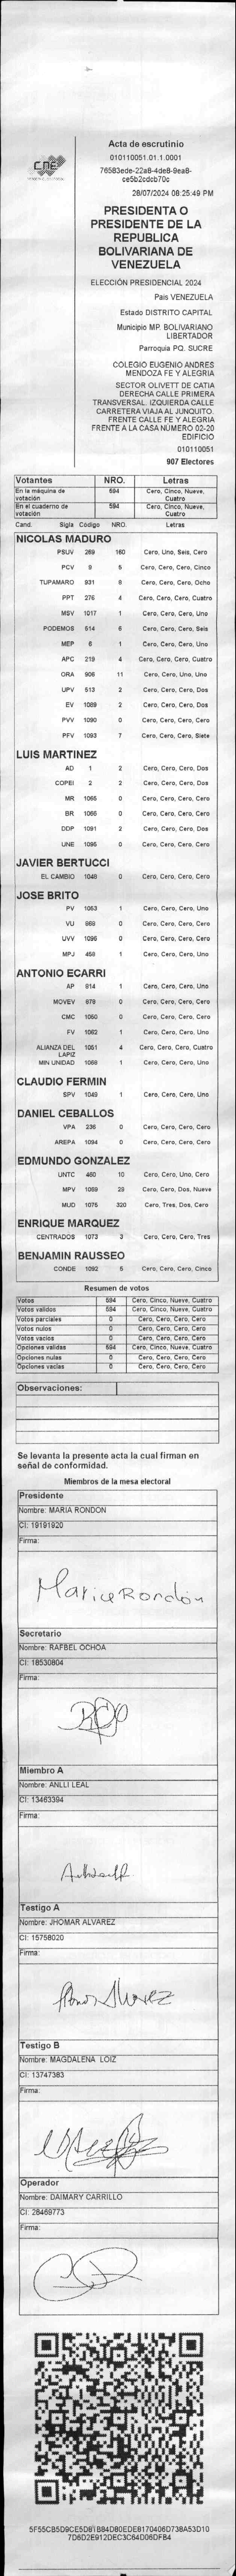 CNE
Acta de escrutinio
010110051.01.1.0001
76583ede-22a8-4de8-9ea8-
ce5b2cdcb70c
28/07/2024 08:25:49 PM
PRESIDENTA O
PRESIDENTE DE LA
REPUBLICA
BOLIVARIANA DE
VENEZUELA
ELECCIÓN PRESIDENCIAL 2024
Pais VENEZUELA
Estado DISTRITO CAPITAL
Municipio MP. BOLIVARIANO
LIBERTADOR
Parroquia PQ. SUCRE
COLEGIO EUGENIO ANDRES
MENDOZA FE Y ALEGRIA
SECTOR OLIVETT DE CATIA
DERECHA CALLE PRIMERA
TRANSVERSAL. IZQUIERDA CALLE
CARRETERA VIAJA AL JUNQUITO.
FRENTE CALLE FE Y ALEGRIA
FRENTE A LA CASA NÚMERO 02-20
EDIFICIO
010110051
907 Electores
Votantes NRO. Letras
En la máquina de votación 594 Cero, Cinco, Nueve, Cuatro
En el cuaderno de votación 594 Cero, Cinco, Nueve, Cuatro
Cand. Sigla Código NRO. Letras
NICOLAS MADURO
PSUV 269 160 Cero, Uno, Seis, Cero
PCV 9 5 Cero, Cero, Cero, Cinco
TUPAMARO 931 8 Cero, Cero, Cero, Ocho
PPT 276 4 Cero, Cero, Cero, Cuatro
MSV 1017 1 Cero, Cero, Cero, Uno
PODEMOS 514 6 Cero, Cero, Cero, Seis
MEP 6 1 Cero, Cero, Cero, Uno
APC 219 4 Cero, Cero, Cero, Cuatro
ORA 906 11 Cero, Cero, Uno, Uno
UPV 513 2 Cero, Cero, Cero, Dos
EV 1089 2 Cero, Cero, Cero, Dos
PVV 1090 0 Cero, Cero, Cero, Cero
PFV 1093 7 Cero, Cero, Cero, Siete
LUIS MARTINEZ
AD 1 2 Cero, Cero, Cero, Dos
COPEI 2 2 Cero, Cero, Cero, Dos
MR 1065 0 Cero, Cero, Cero, Cero
BR 1066 0 Cero, Cero, Cero, Cero
DDP 1091 2 Cero, Cero, Cero, Dos
UNE 1095 0 Cero, Cero, Cero, Cero
JAVIER BERTUCCI
EL CAMBIO 1048 0 Cero, Cero, Cero, Cero
JOSE BRITO
PV 1053 1 Cero, Cero, Cero, Uno
VU 969 0 Cero, Cero, Cero, Cero
UVV 1096 0 Cero, Cero, Cero, Cero
MPJ 458 1 Cero, Cero, Cero, Uno
ANTONIO ECARRI
AP 914 1 Cero, Cero, Cero, Uno
MOVEV 979 0 Cero, Cero, Cero, Cero
CMC 1050 0 Cero, Cero, Cero, Cero
FV 1062 1 Cero, Cero, Cero, Uno
ALIANZA DEL LAPIZ 1051 4 Cero, Cero, Cero, Cuatro
MIN UNIDAD 1068 1 Cero, Cero, Cero, Uno
CLAUDIO FERMIN
SPV 1049 1 Cero, Cero, Cero, Uno
DANIEL CEBALLOS
VPA 236 0 Cero, Cero, Cero, Cero
AREPA 1094 0 Cero, Cero, Cero, Cero
EDMUNDO GONZALEZ
UNTC 460 10 Cero, Cero, Uno, Cero
MPV 1069 29 Cero, Cero, Dos, Nueve
MUD 1075 320 Cero, Tres, Dos, Cero
ENRIQUE MARQUEZ
CENTRADOS 1073 3 Cero, Cero, Cero, Tres
BENJAMIN RAUSSEO
CONDE 1092 5 Cero, Cero, Cero, Cinco
Resumen de votos
Votos 594 Cero, Cinco, Nueve, Cuatro
Votos validos 594 Cero, Cinco, Nueve, Cuatro
Votos parciales 0 Cero, Cero, Cero, Cero
Votos nulos 0 Cero, Cero, Cero, Cero
Votos vacios 0 Cero, Cero, Cero, Cero
Opciones validas 594 Cero, Cinco, Nueve, Cuatro
Opciones nulas 0 Cero, Cero, Cero, Cero
Opciones vacias 0 Cero, Cero, Cero, Cero
Observaciones:
Se levanta la presente acta la cual firman en
señal de conformidad.
Miembros de la mesa electoral
Presidente
Nombre: MARIA RONDON
CI: 19191920
Firma:
Marice Rondón
Secretario
Nombre: RAFBEL OCHOA
CI: 18530804
Firma:
Miembro A
Nombre: ANLLI LEAL
CI: 13463394
Firma:
Testigo A
Nombre: JHOMAR ALVAREZ
CI: 15758020
Firma:
Testigo B
Nombre: MAGDALENA LOIZ
CI: 13747383
Firma:
Operador
Nombre: DAIMARY CARRILLO
CI: 28469773
Firma:
5F55CB5D9CE5D81B84D80EDE8170406D738A53D10
7D6D2E912DEC3C64D06DFB4